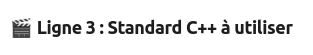 🎬 Ligne 3 : Standard C++ à utiliser